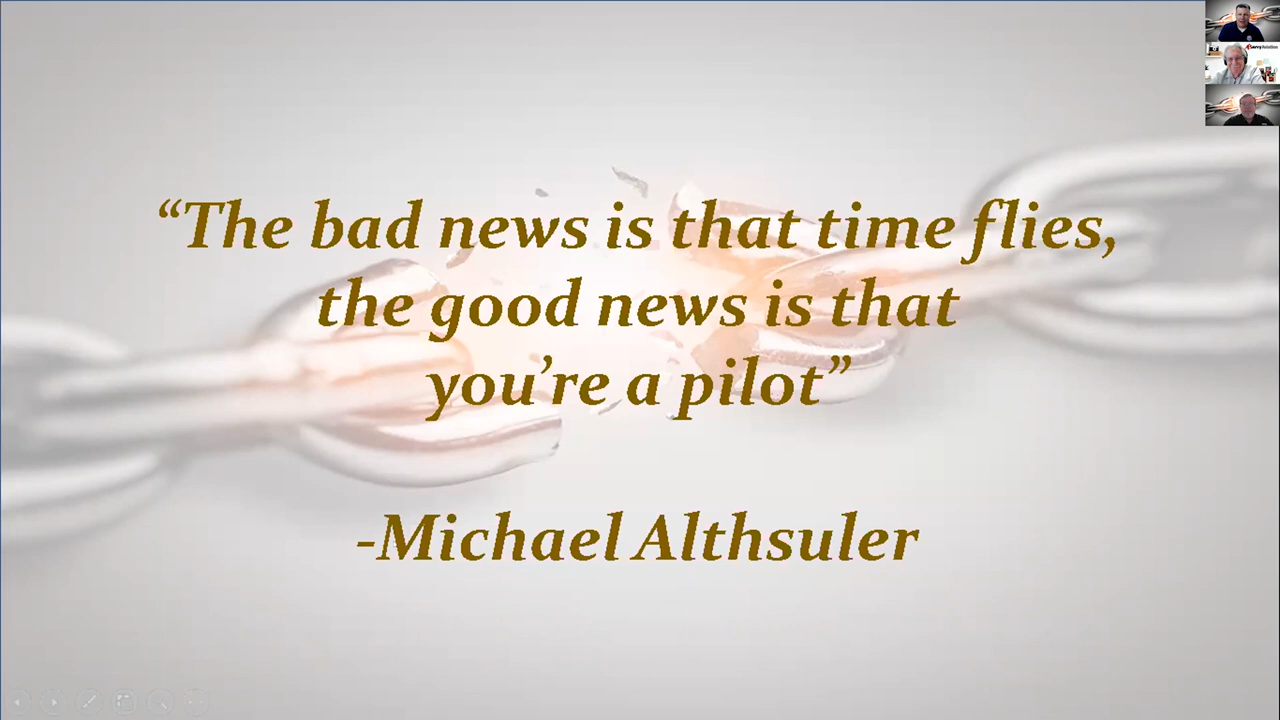 “The bad news is that time flies,
the good news is that
you’re a pilot”
-Michael Althsuler